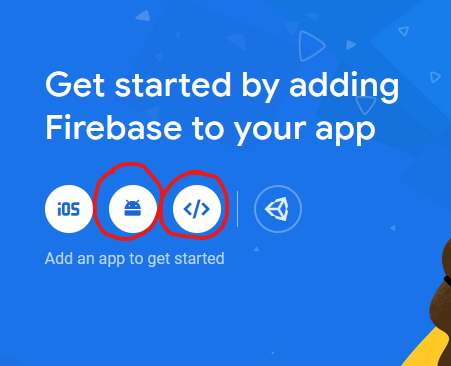 Get started by adding
Firebase to your app
iOS
Add an app to get started